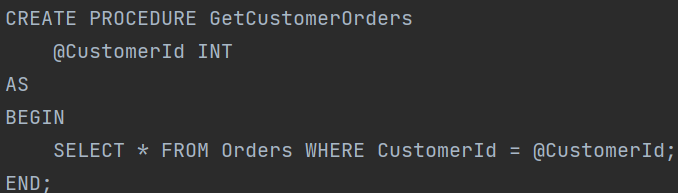 CREATE PROCEDURE GetCustomerOrders
    @CustomerId INT
AS
BEGIN
    SELECT * FROM Orders WHERE CustomerId = @CustomerId;
END;